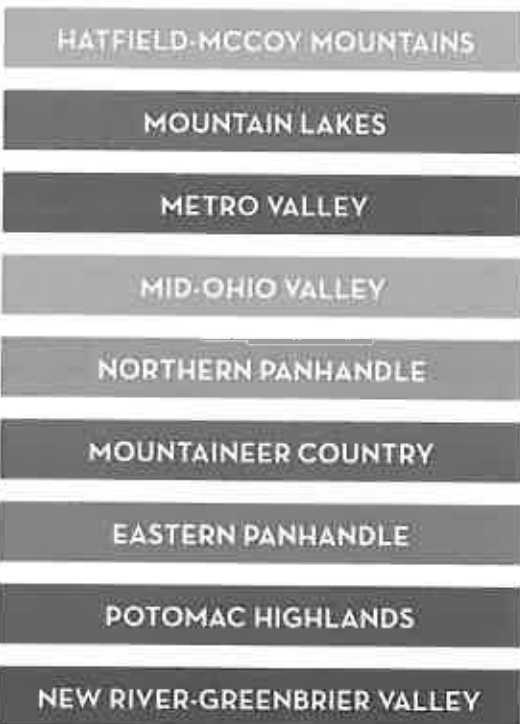 HATFIELD-MCCOY MOUNTAINS
MOUNTAIN LAKES
METRO VALLEY
MID-OHIO VALLEY
NORTHERN PANHANDLE
MOUNTAINEER COUNTRY
EASTERN PANHANDLE
POTOMAC HIGHLANDS
NEW RIVER-GREENBRIER VALLEY